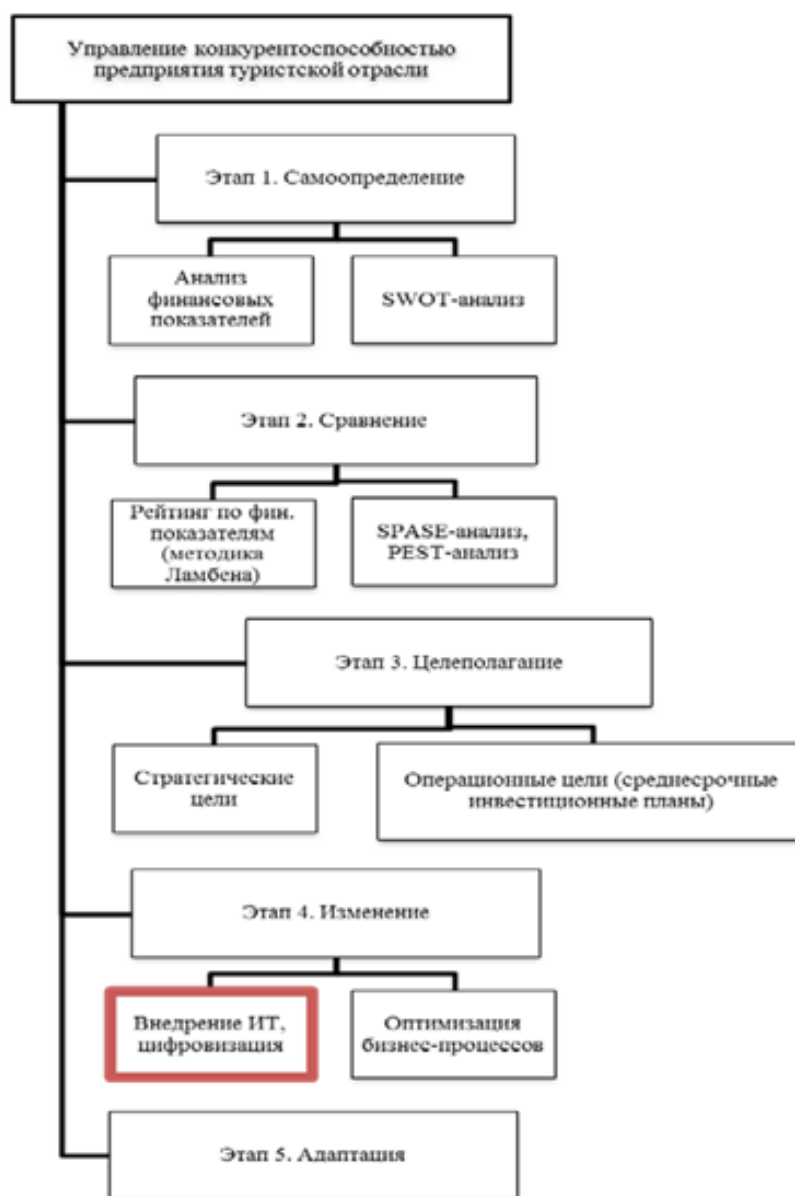 Управление конкурентоспособностью
предприятия туристской отрасли
Этап 1. Самоопределение
Анализ
финансовых
показателей
SWOT-анализ
Этап 2. Сравнение
Рейтинг по фин.
показателям
(методика
Ламбена)
SPASE-анализ,
PEST-анализ
Этап 3. Целеполагание
Стратегические
цели
Операционные цели (среднесрочные
инвестиционные планы)
Этап 4. Изменение
Внедрение ИТ,
цифровизация
Оптимизация
бизнес-процессов
Этап 5. Адаптация